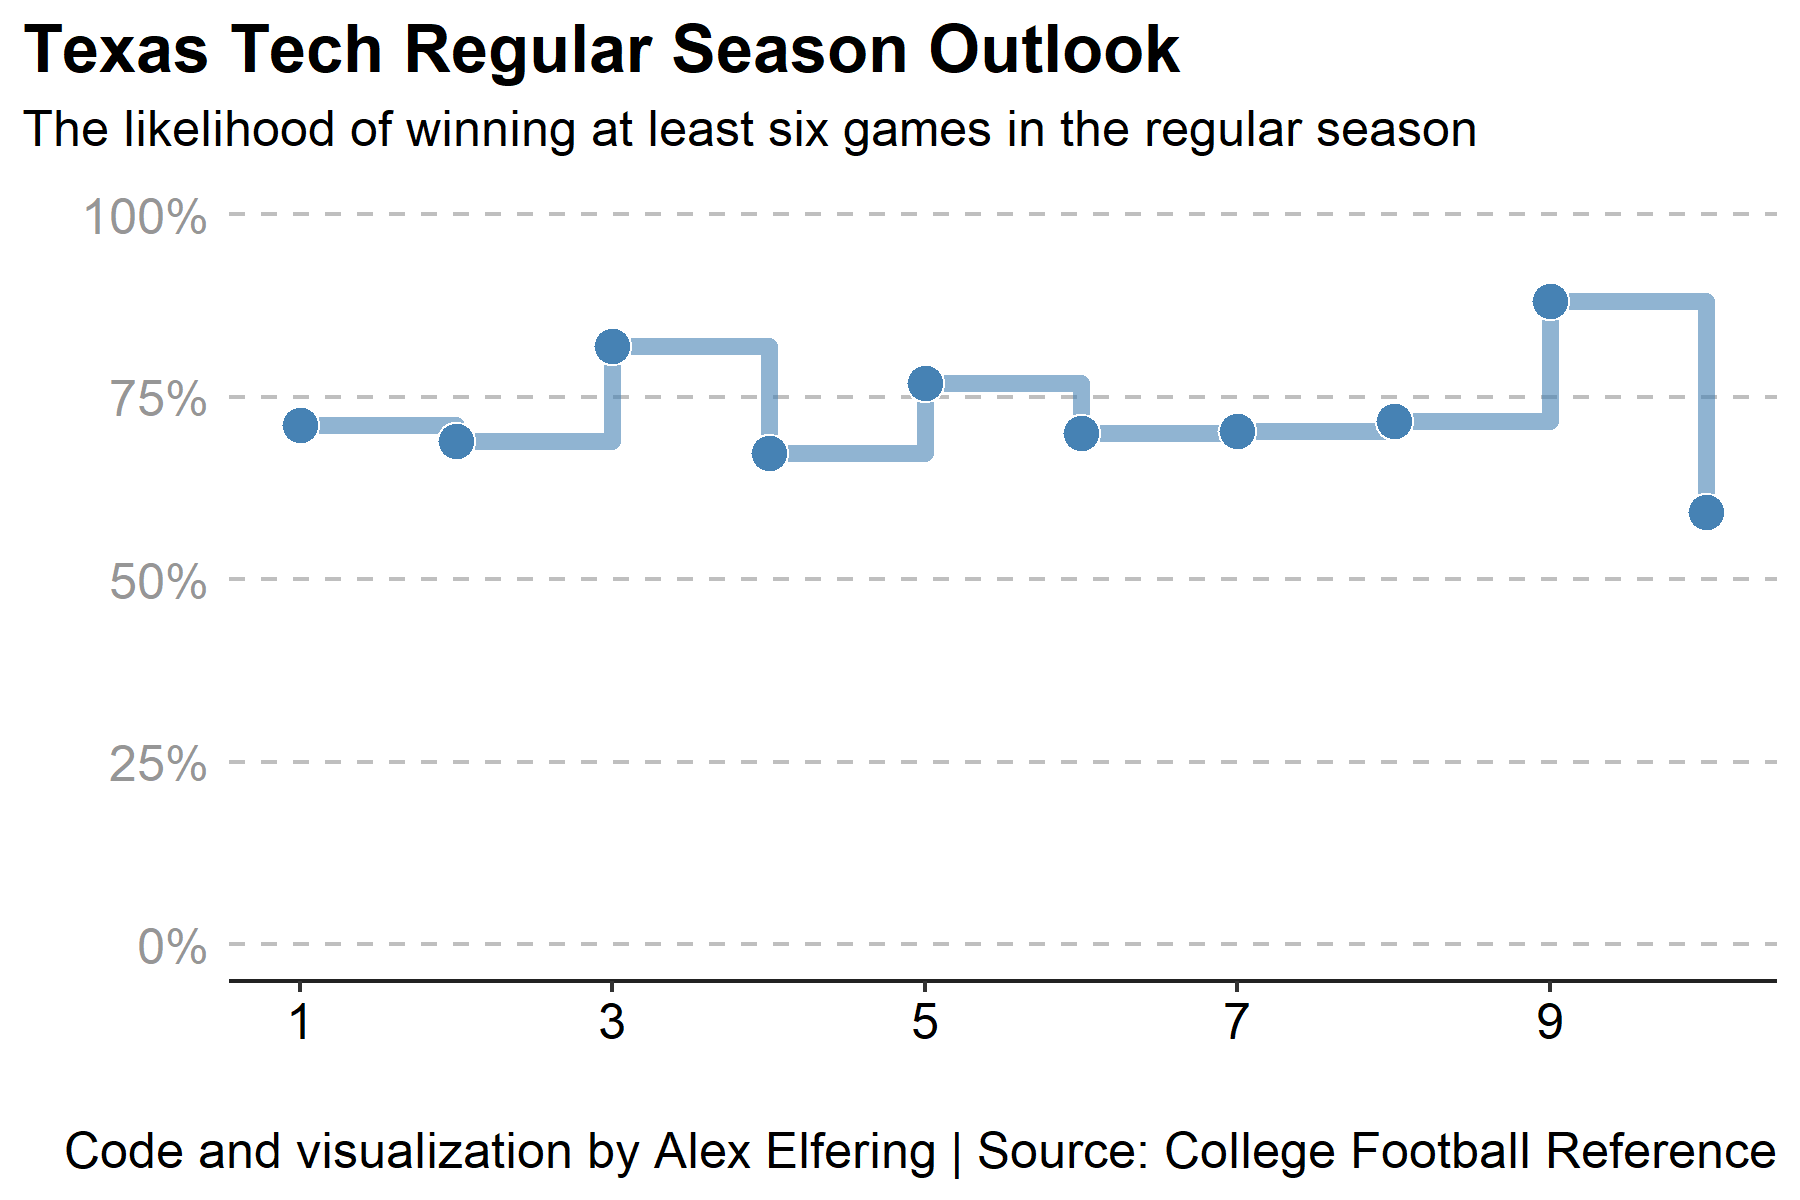 Texas Tech Regular Season Outlook
The likelihood of winning at least six games in the regular season
100%
75%
50%
25%
0%
1 3 5 7 9
Code and visualization by Alex Elfering | Source: College Football Reference